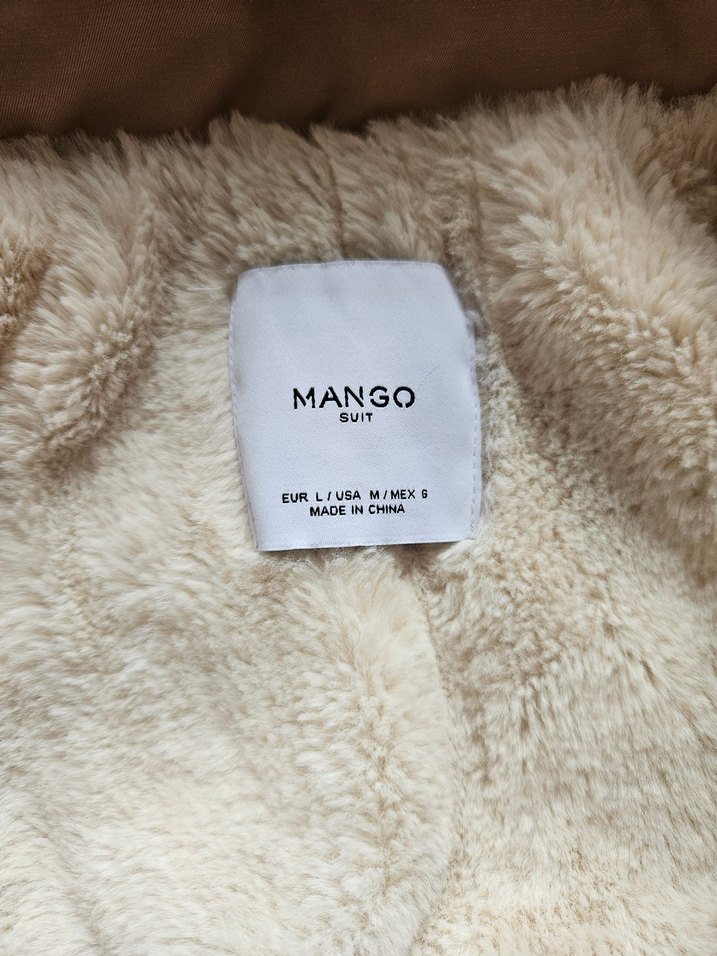 MANGO
SUIT
EUR L / USA M / MEX G
MADE IN CHINA